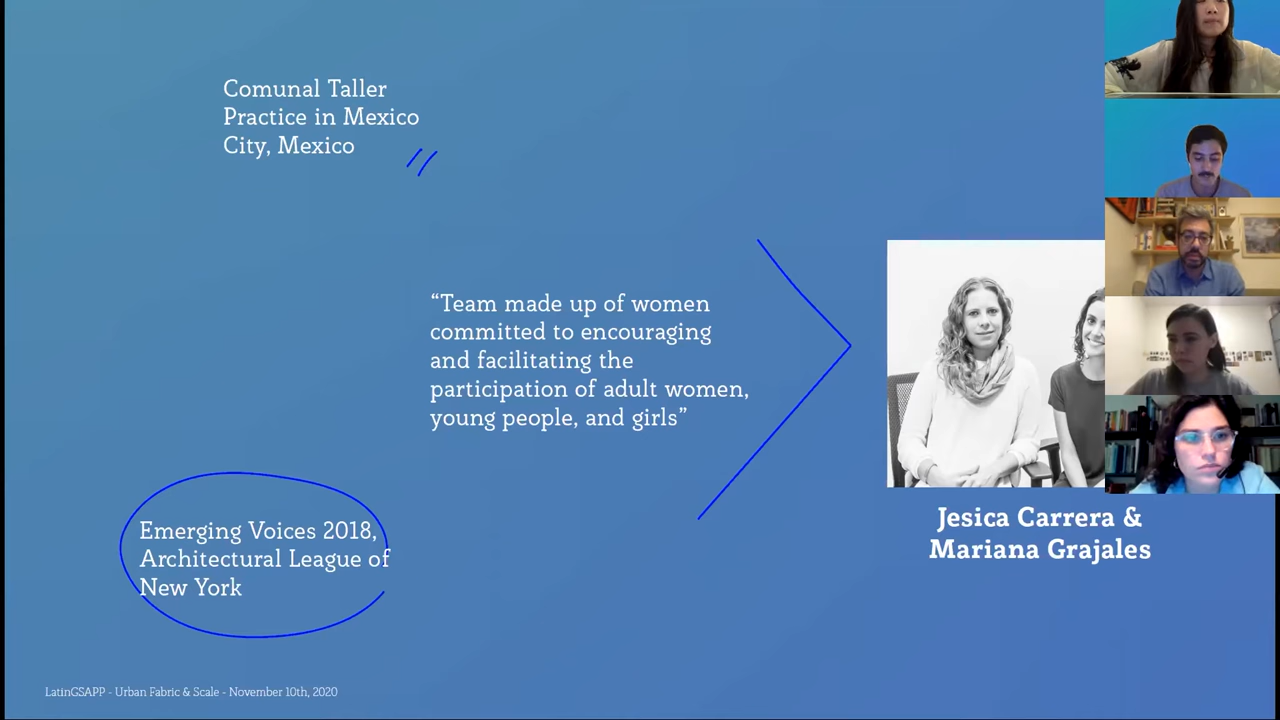 Comunal Taller
Practice in Mexico
City, Mexico
“Team made up of women
committed to encouraging
and facilitating the
participation of adult women,
young people, and girls”
Jesica Carrera &
Mariana Grajales
Emerging Voices 2018,
Architectural League of
New York
LatinGSAPP - Urban Fabric & Scale - November 10th, 2020